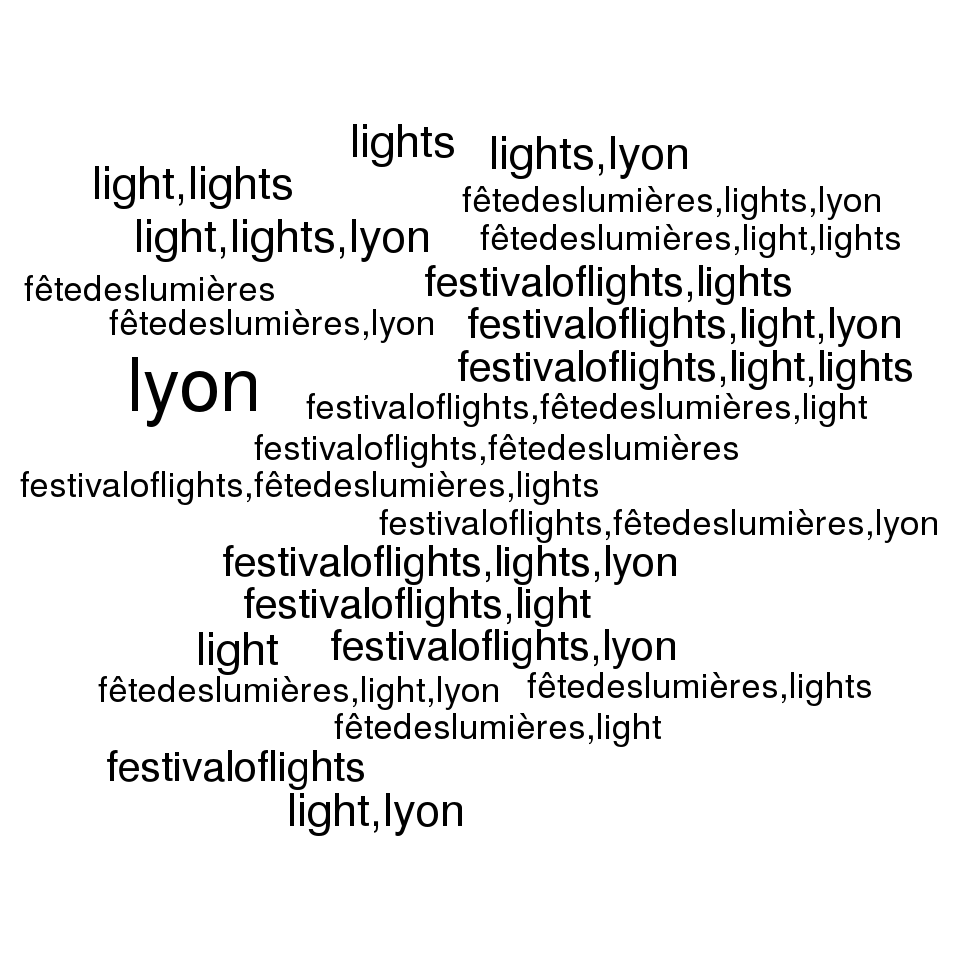 lights
lights,lyon
light,lights
fêtedeslumières,lights,lyon
light,lights,lyon
fêtedeslumières,light,lights
festivaloflights,lights
fêtedeslumières
fêtedeslumières,lyon
festivaloflights,light,lyon
festivaloflights,light,lights
lyon
festivaloflights,fêtedeslumières,light
festivaloflights,fêtedeslumières
festivaloflights,fêtedeslumières,lights
festivaloflights,fêtedeslumières,lyon
festivaloflights,lights,lyon
festivaloflights,light
light
festivaloflights,lyon
fêtedeslumières,light,lyon
fêtedeslumières,lights
fêtedeslumières,light
festivaloflights
light,lyon